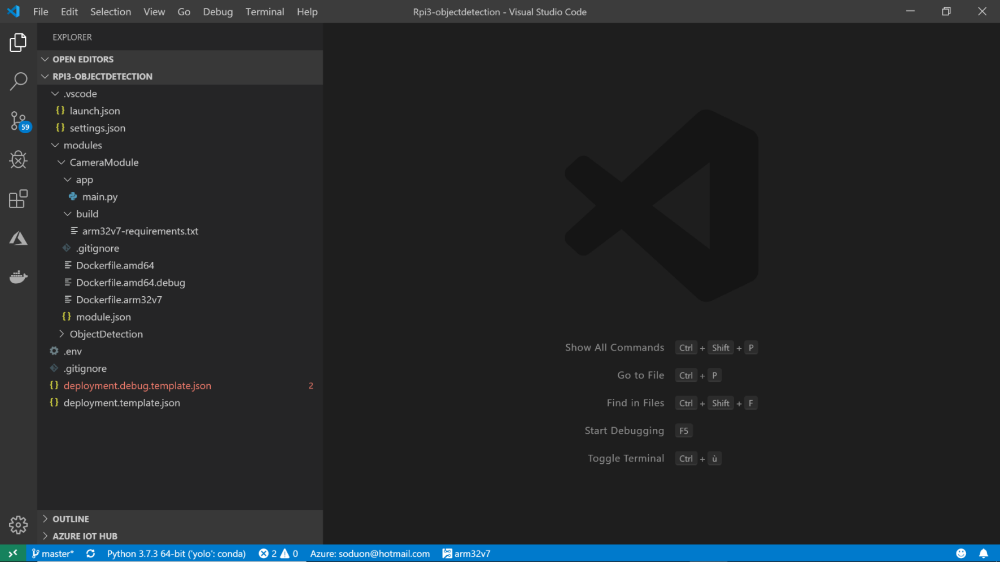 File Edit Selection View Go Debug Terminal Help Rpi3-objectdetection - Visual Studio Code
EXPLORER
OPEN EDITORS
RPI3-OBJECTDETECTION
.vscode
{} launch.json
{} settings.json
59
modules
CameraModule
app
main.py
build
arm32v7-requirements.txt
.gitignore
Dockerfile.amd64
Dockerfile.amd64.debug
Dockerfile.arm32v7
{} module.json
ObjectDetection
.env
.gitignore
{} deployment.debug.template.json 2
{} deployment.template.json
Show All Commands Ctrl + Shift + P
Go to File Ctrl + P
Find in Files Ctrl + Shift + F
Start Debugging F5
Toggle Terminal Ctrl + ù
OUTLINE
AZURE IOT HUB
master* Python 3.7.3 64-bit ('yolo': conda) 2 0 Azure: soduon@hotmail.com arm32v7